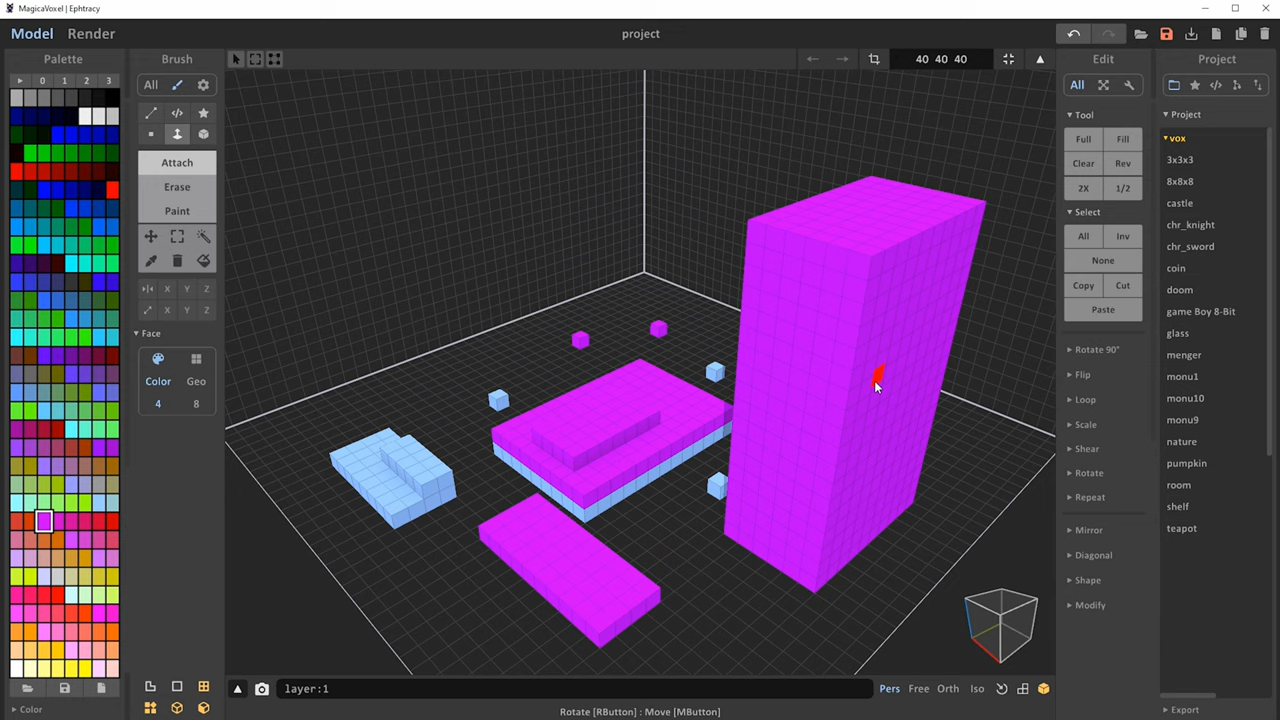 MagicaVoxel | Ephtracy
Model Render
project
Palette
0 1 2 3
Color
Brush
All
Attach
Erase
Paint
X Y Z
X Y Z
Face
Color Geo
4 8
40 40 40
layer:1
Pers Free Orth Iso
Rotate [RButton] : Move [MButton]
Edit
All
Tool
Full Fill
Clear Rev
2X 1/2
Select
All Inv
None
Copy Cut
Paste
Rotate 90°
Flip
Loop
Scale
Shear
Rotate
Repeat
Mirror
Diagonal
Shape
Modify
Project
Project
vox
3x3x3
8x8x8
castle
chr_knight
chr_sword
coin
doom
game Boy 8-Bit
glass
menger
monu1
monu10
monu9
nature
pumpkin
room
shelf
teapot
Export